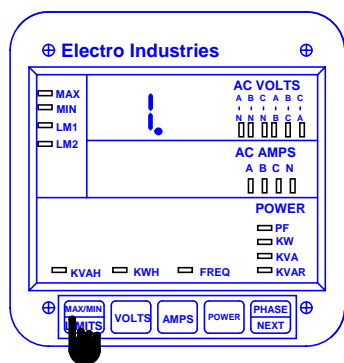 Electro Industries
MAX
MIN
LM1
LM2
1.
AC VOLTS
A B C A B C
N N N B C A
AC AMPS
A B C N
POWER
PF
KW
KVA
KVAH KWH FREQ KVAR
MAX/MIN
LIMITS
VOLTS
AMPS
POWER
PHASE
NEXT